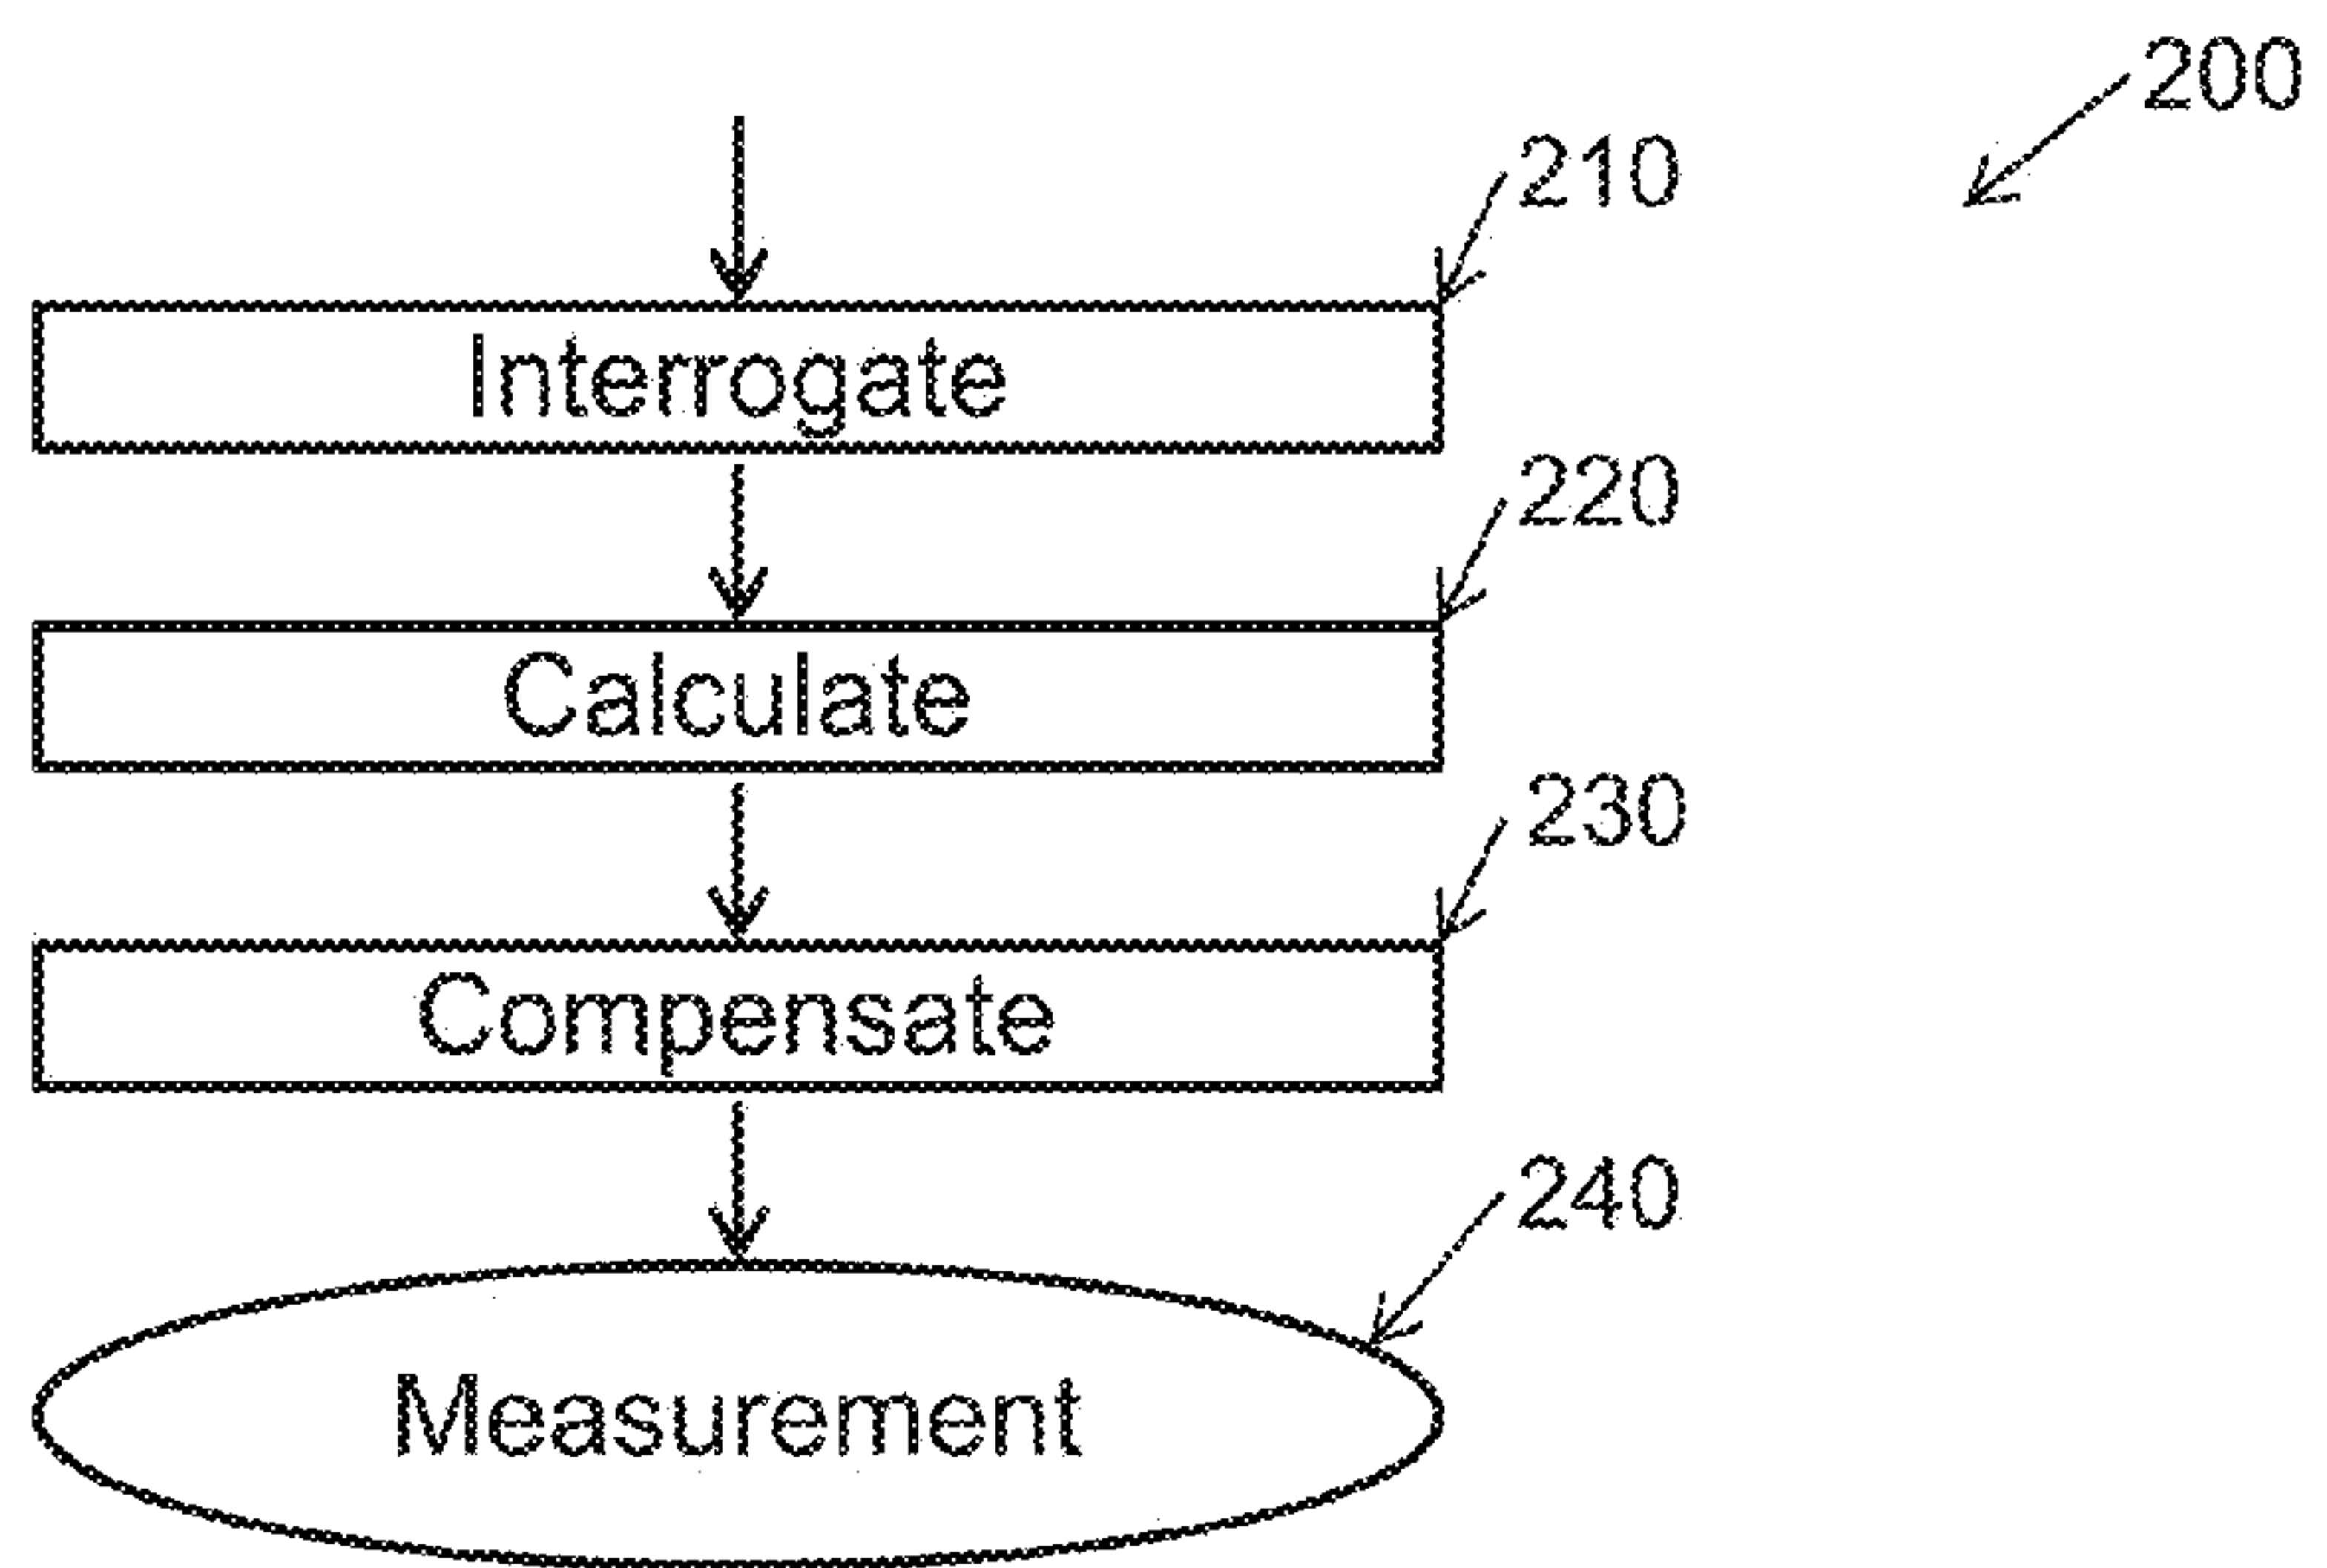 200
210
Interrogate
220
Calculate
230
Compensate
240
Measurement